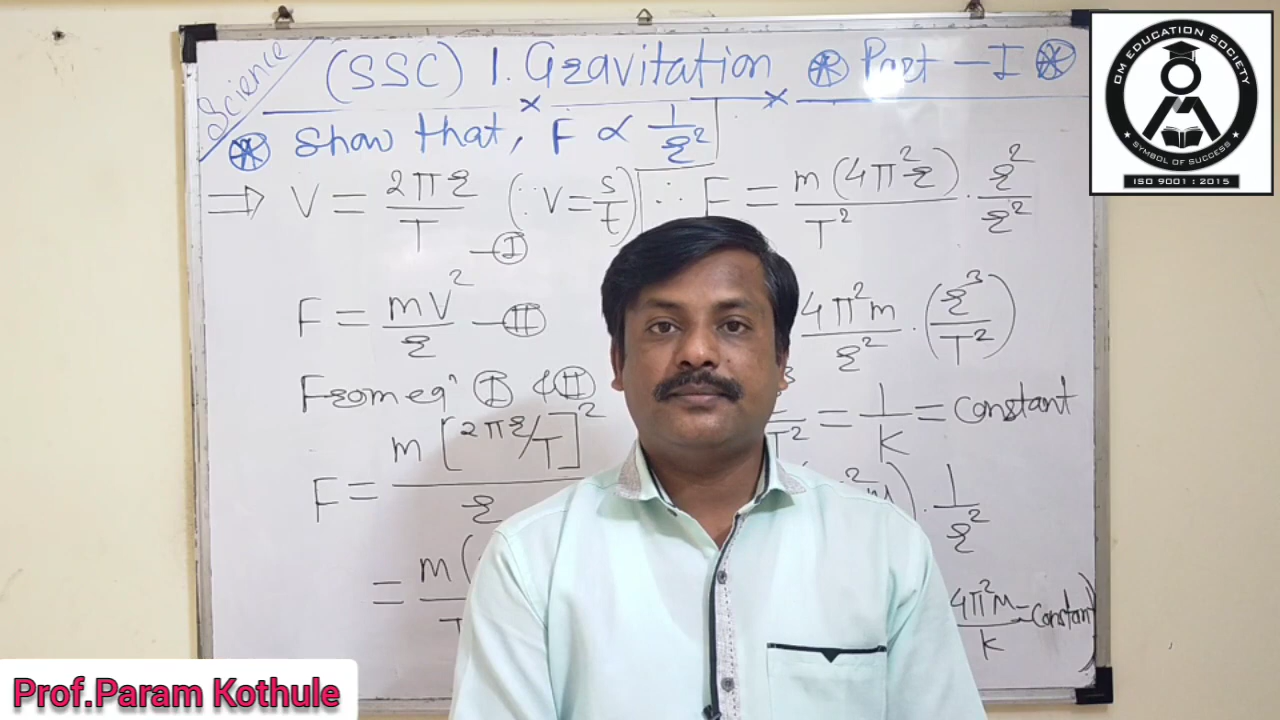 Science
(SSC) 1. Gravitation Part - I
Show that, F ∝ 1/r²
⇒ V = 2πr/T (∵ V = s/t) - I
F = mv²/r - II
From eqⁿ I & II
F = m[2πr/T]²/r
= m(
∴ F = m(4π²r)/T² · r²/r²
4π²m/r² · (r³/T²)
= 1/K = constant
· 1/r²
4π²m/K = constant)
OM EDUCATION SOCIETY
SYMBOL OF SUCCESS
ISO 9001 : 2015
Prof.Param Kothule